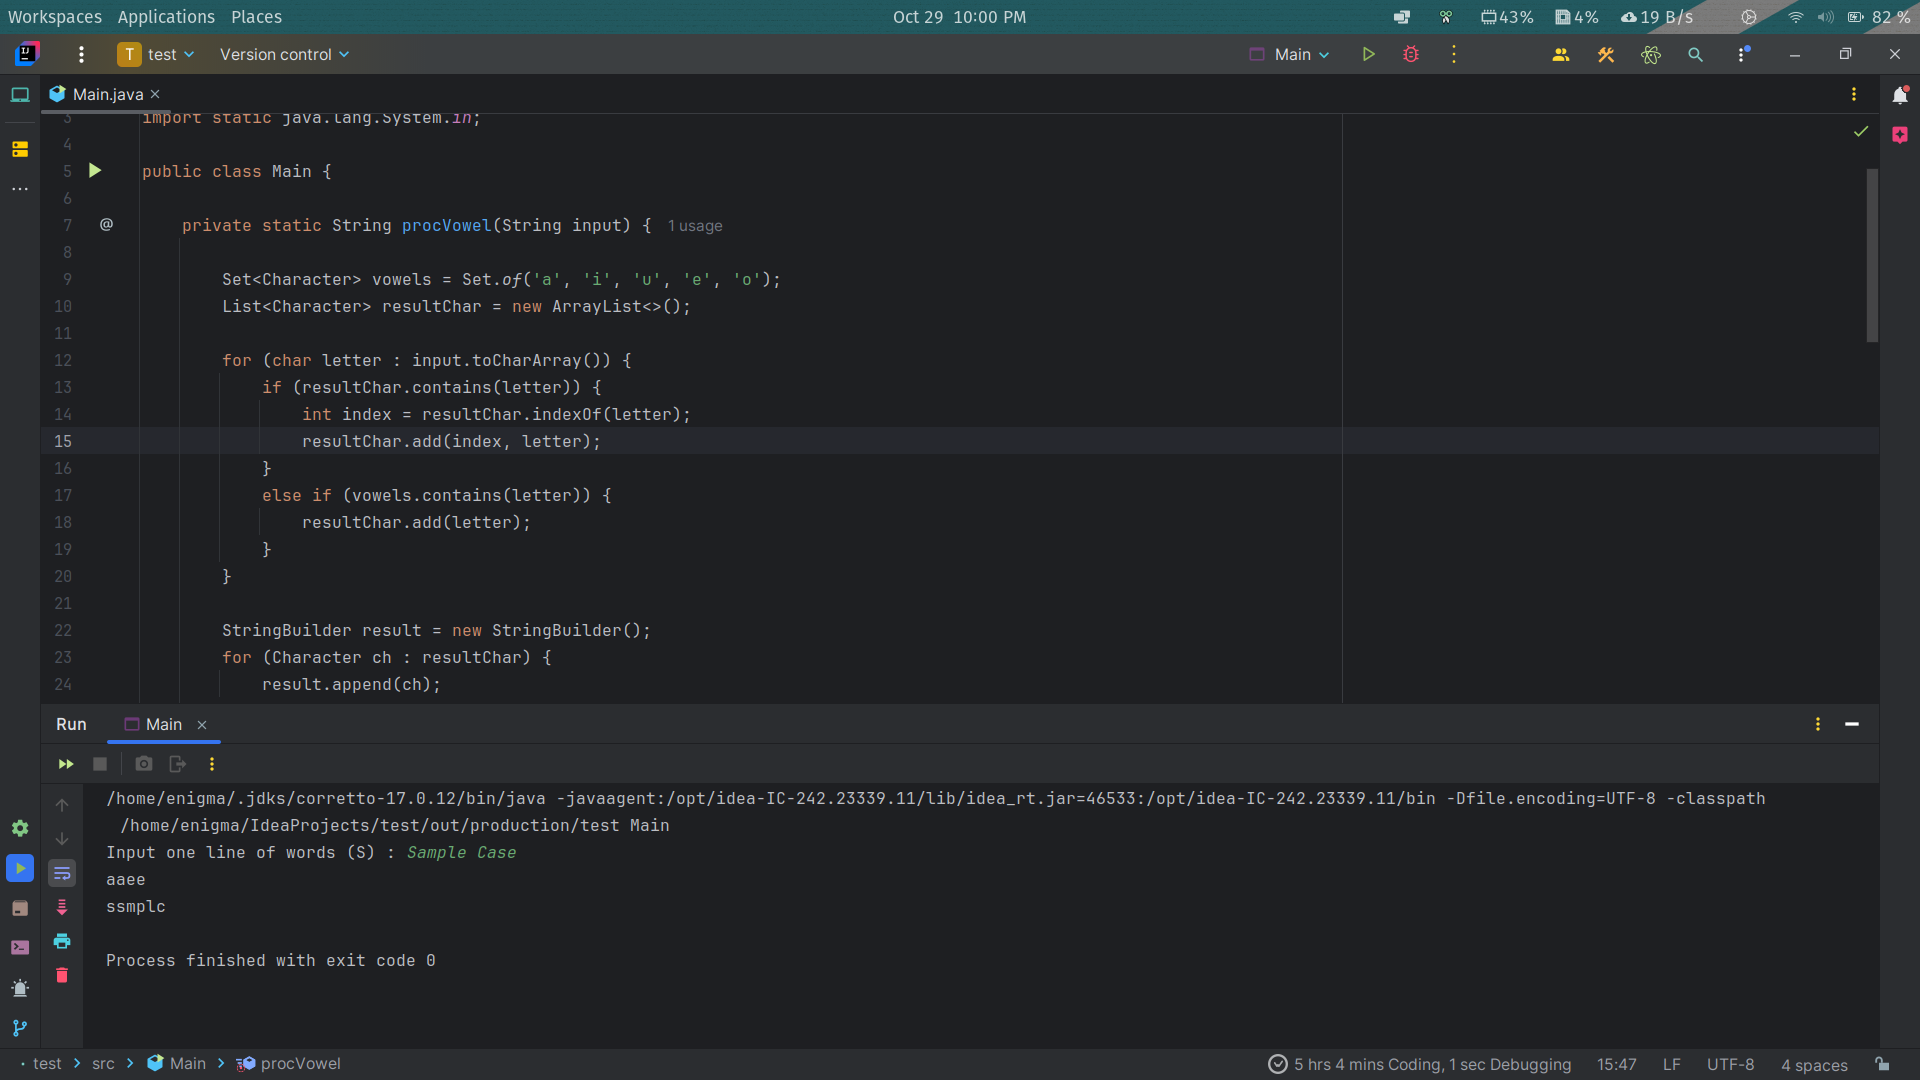 Workspaces Applications Places Oct 29 10:00 PM 43% 4% 19 B/s 82 %
T test Version control Main
Main.java
3 import static java.lang.System.in;
4
5 public class Main {
6
7 private static String procVowel(String input) { 1 usage
8
9 Set<Character> vowels = Set.of('a', 'i', 'u', 'e', 'o');
10 List<Character> resultChar = new ArrayList<>();
11
12 for (char letter : input.toCharArray()) {
13 if (resultChar.contains(letter)) {
14 int index = resultChar.indexOf(letter);
15 resultChar.add(index, letter);
16 }
17 else if (vowels.contains(letter)) {
18 resultChar.add(letter);
19 }
20 }
21
22 StringBuilder result = new StringBuilder();
23 for (Character ch : resultChar) {
24 result.append(ch);
Run Main
/home/enigma/.jdks/corretto-17.0.12/bin/java -javaagent:/opt/idea-IC-242.23339.11/lib/idea_rt.jar=46533:/opt/idea-IC-242.23339.11/bin -Dfile.encoding=UTF-8 -classpath
/home/enigma/IdeaProjects/test/out/production/test Main
Input one line of words (S) : Sample Case
aaee
ssmplc
Process finished with exit code 0
test > src > Main > procVowel 5 hrs 4 mins Coding, 1 sec Debugging 15:47 LF UTF-8 4 spaces